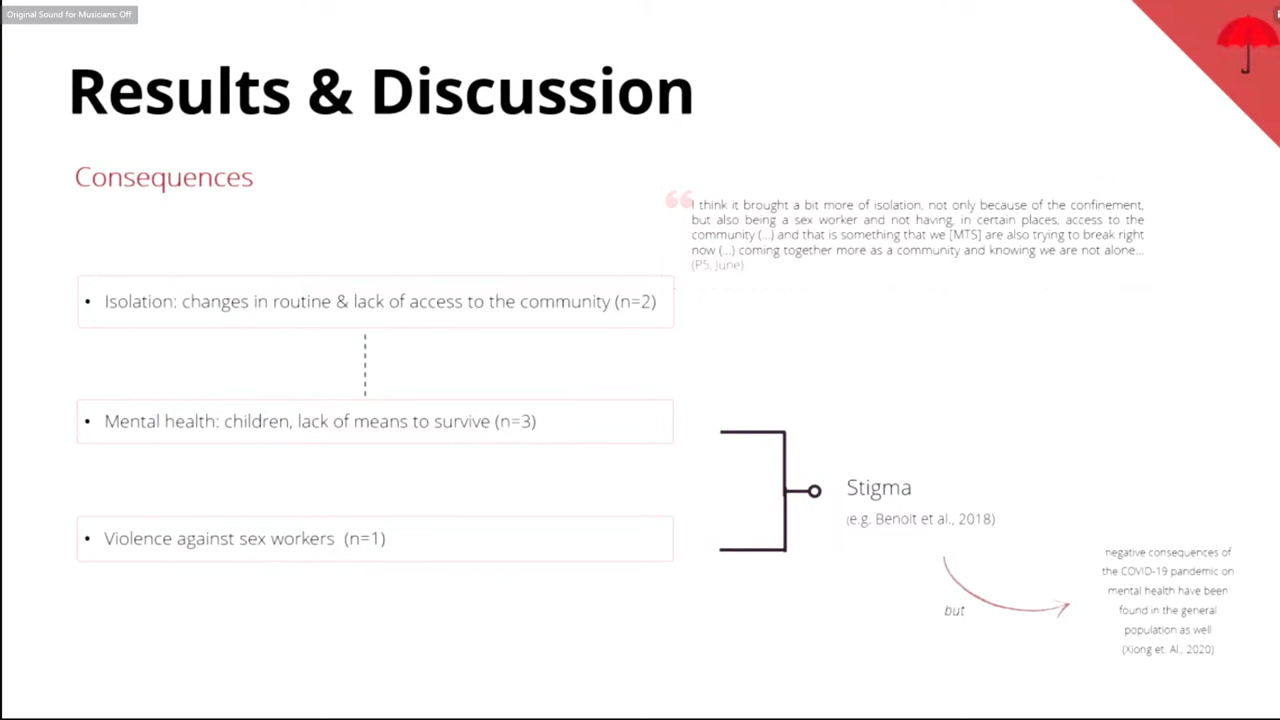 Original Sound for Musicians: Off
Results & Discussion
Consequences
I think it brought a bit more of isolation, not only because of the confinement,
but also being a sex worker and not having, in certain places, access to the
community (...) and that is something that we [MTS] are also trying to break right
now (...) coming together more as a community and knowing we are not alone...
(P5, June)
• Isolation: changes in routine & lack of access to the community (n=2)
• Mental health: children, lack of means to survive (n=3)
• Violence against sex workers (n=1)
Stigma
(e.g. Benoit et al., 2018)
but
negative consequences of
the COVID-19 pandemic on
mental health have been
found in the general
population as well
(Xiong et. Al., 2020)